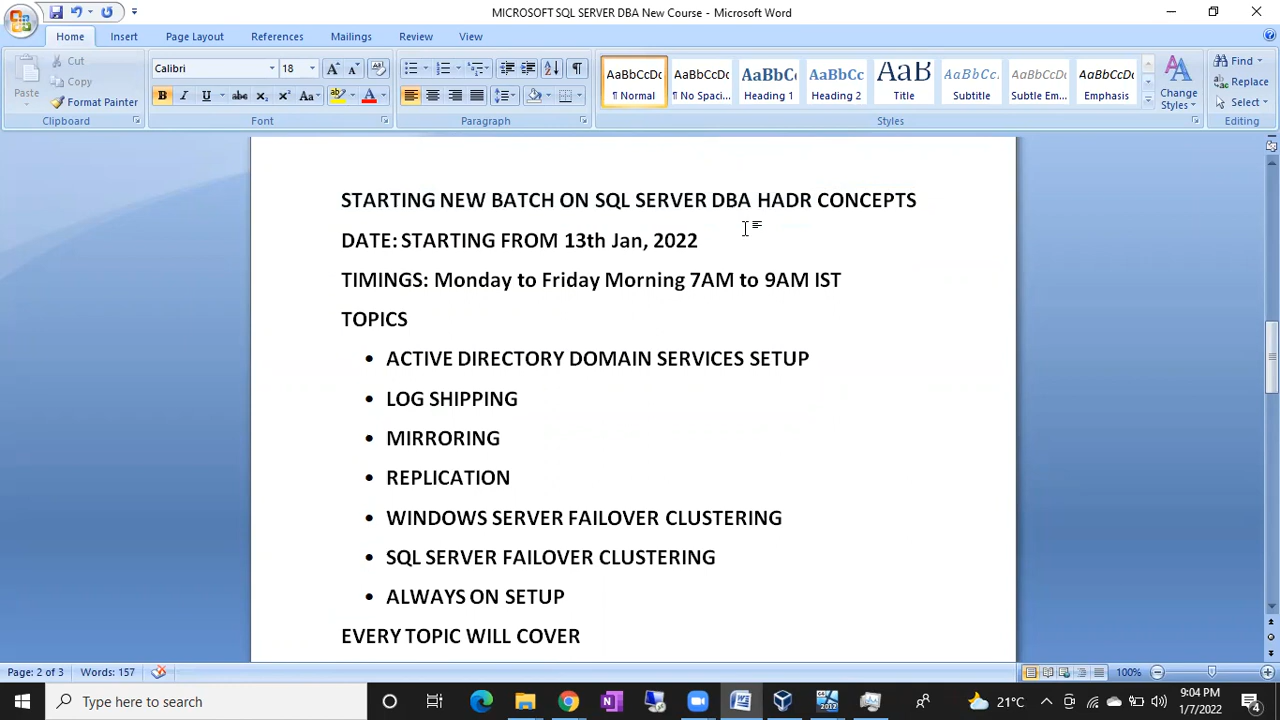 MICROSOFT SQL SERVER DBA New Course - Microsoft Word
Home Insert Page Layout References Mailings Review View
Paste
Cut
Copy
Format Painter
Clipboard
Calibri 18
Font
Paragraph
AaBbCcDc AaBbCcDc AaBbC AaBbCc AaB AaBbCc. AaBbCcDc AaBbCcDc
¶ Normal ¶ No Spaci... Heading 1 Heading 2 Title Subtitle Subtle Em... Emphasis
Change Styles
Styles
Find
Replace
Select
Editing
STARTING NEW BATCH ON SQL SERVER DBA HADR CONCEPTS
DATE: STARTING FROM 13th Jan, 2022
TIMINGS: Monday to Friday Morning 7AM to 9AM IST
TOPICS
• ACTIVE DIRECTORY DOMAIN SERVICES SETUP
• LOG SHIPPING
• MIRRORING
• REPLICATION
• WINDOWS SERVER FAILOVER CLUSTERING
• SQL SERVER FAILOVER CLUSTERING
• ALWAYS ON SETUP
EVERY TOPIC WILL COVER
Page: 2 of 3 Words: 157 100%
Type here to search 21°C 9:04 PM
1/7/2022